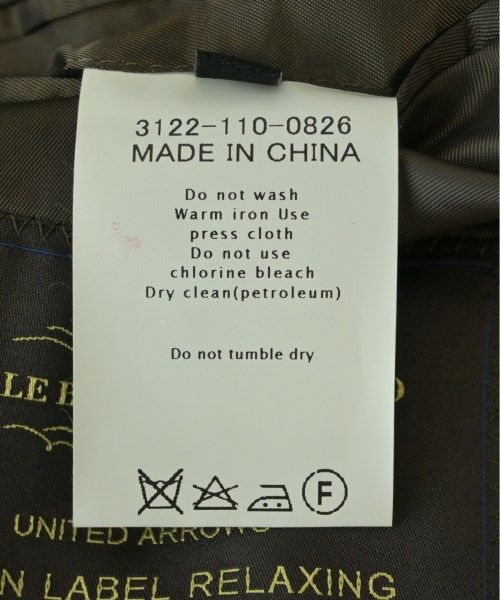 3122-110-0826
MADE IN CHINA
Do not wash
Warm iron Use
press cloth
Do not use
chlorine bleach
Dry clean(petroleum)
Do not tumble dry
F
UNITED ARROWS
LABEL RELAXING